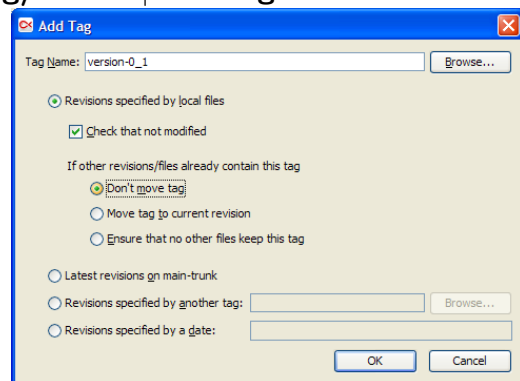 Add Tag
Tag Name: version-0_1 Browse...
Revisions specified by local files
Check that not modified
If other revisions/files already contain this tag
Don't move tag
Move tag to current revision
Ensure that no other files keep this tag
Latest revisions on main-trunk
Revisions specified by another tag: Browse...
Revisions specified by a date:
OK Cancel